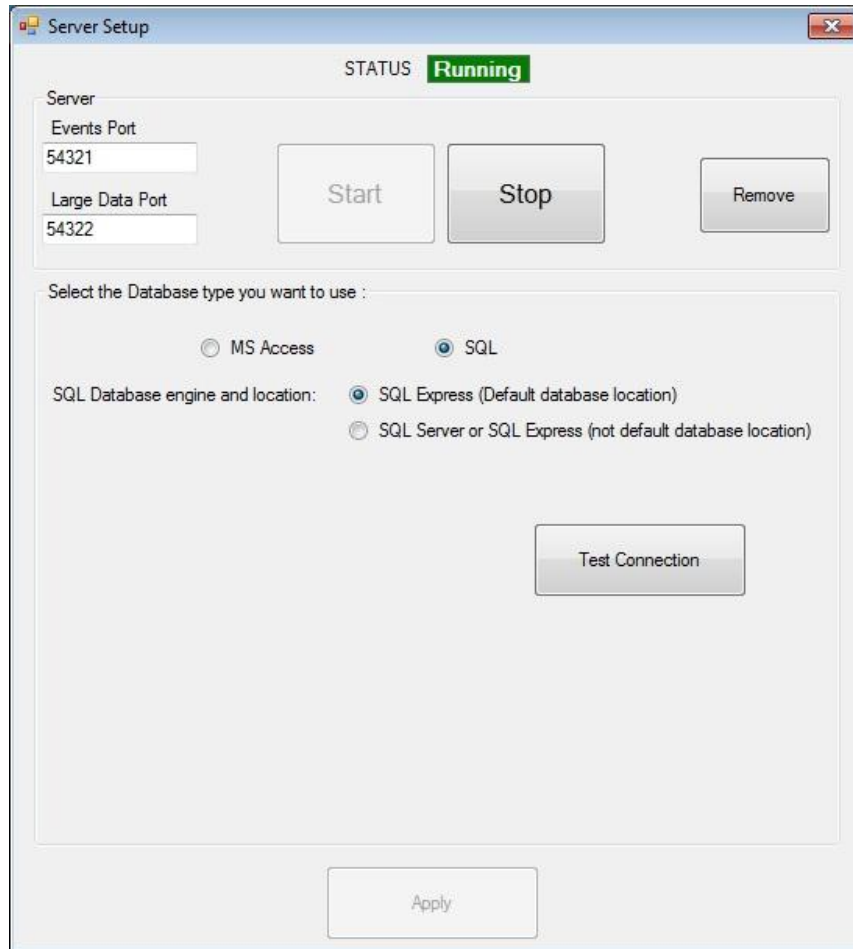 Server Setup
STATUS Running
Server
Events Port
54321
Large Data Port
54322
Start
Stop
Remove
Select the Database type you want to use :
MS Access
SQL
SQL Database engine and location:
SQL Express (Default database location)
SQL Server or SQL Express (not default database location)
Test Connection
Apply